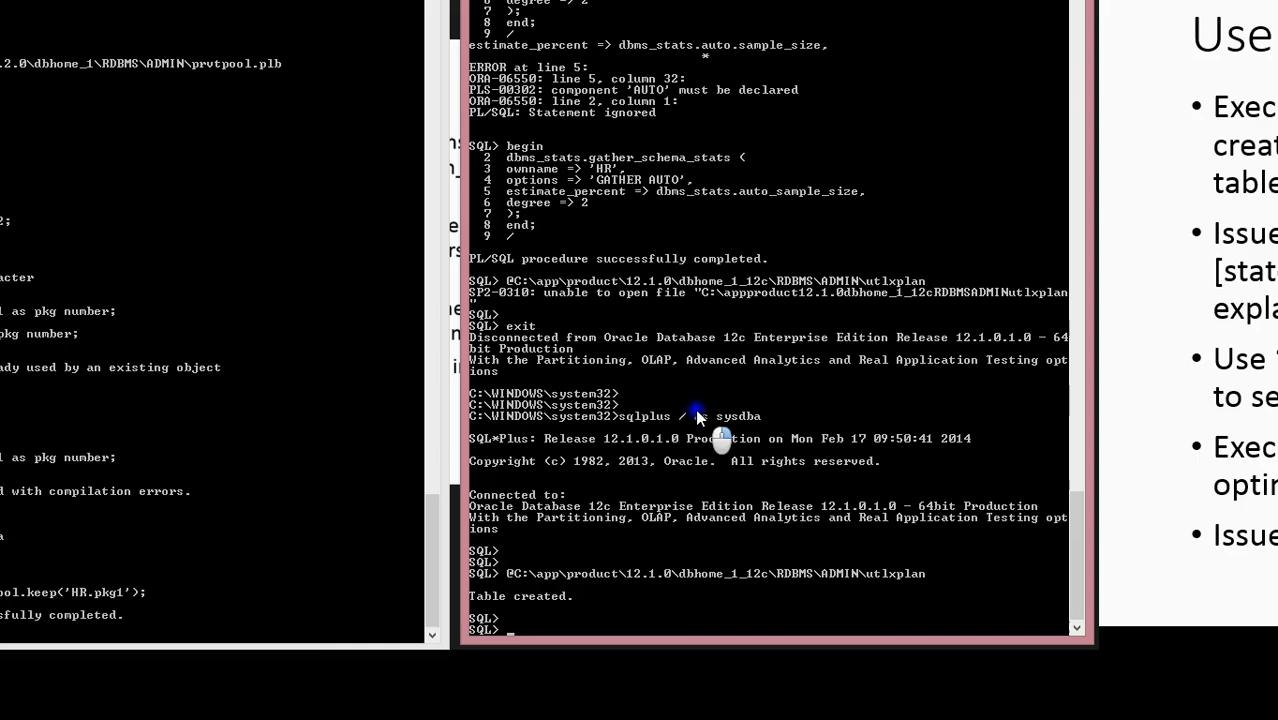 .2.0\dbhome_1\RDBMS\ADMIN\prvtpool.plb
2;
acter
l as pkg number;
pkg number;
ady used by an existing object
l as pkg number;
d with compilation errors.
a
ool.keep('HR.pkg1');
sfully completed.
7 );
8 end;
9 /
estimate_percent => dbms_stats.auto.sample_size,
*
ERROR at line 5:
ORA-06550: line 5, column 32:
PLS-00302: component 'AUTO' must be declared
ORA-06550: line 2, column 1:
PL/SQL: Statement ignored
SQL> begin
2 dbms_stats.gather_schema_stats (
3 ownname => 'HR',
4 options => 'GATHER AUTO',
5 estimate_percent => dbms_stats.auto_sample_size,
6 degree => 2
7 );
8 end;
9 /
PL/SQL procedure successfully completed.
SQL> @C:\app\product\12.1.0\dbhome_1_12c\RDBMS\ADMIN\utlxplan
SP2-0310: unable to open file "C:\appproduct12.1.0dbhome_1_12cRDBMSADMINutlxplan
"
SQL>
SQL> exit
Disconnected from Oracle Database 12c Enterprise Edition Release 12.1.0.1.0 - 64
bit Production
With the Partitioning, OLAP, Advanced Analytics and Real Application Testing opt
ions
C:\WINDOWS\system32>
C:\WINDOWS\system32>
C:\WINDOWS\system32>sqlplus / as sysdba
SQL*Plus: Release 12.1.0.1.0 Production on Mon Feb 17 09:50:41 2014
Copyright (c) 1982, 2013, Oracle. All rights reserved.
Connected to:
Oracle Database 12c Enterprise Edition Release 12.1.0.1.0 - 64bit Production
With the Partitioning, OLAP, Advanced Analytics and Real Application Testing opt
ions
SQL>
SQL>
SQL> @C:\app\product\12.1.0\dbhome_1_12c\RDBMS\ADMIN\utlxplan
Table created.
SQL>
SQL> _
Use
• Exec
creat
table
• Issue
[stat
expla
• Use '
to se
• Exec
optin
• Issue